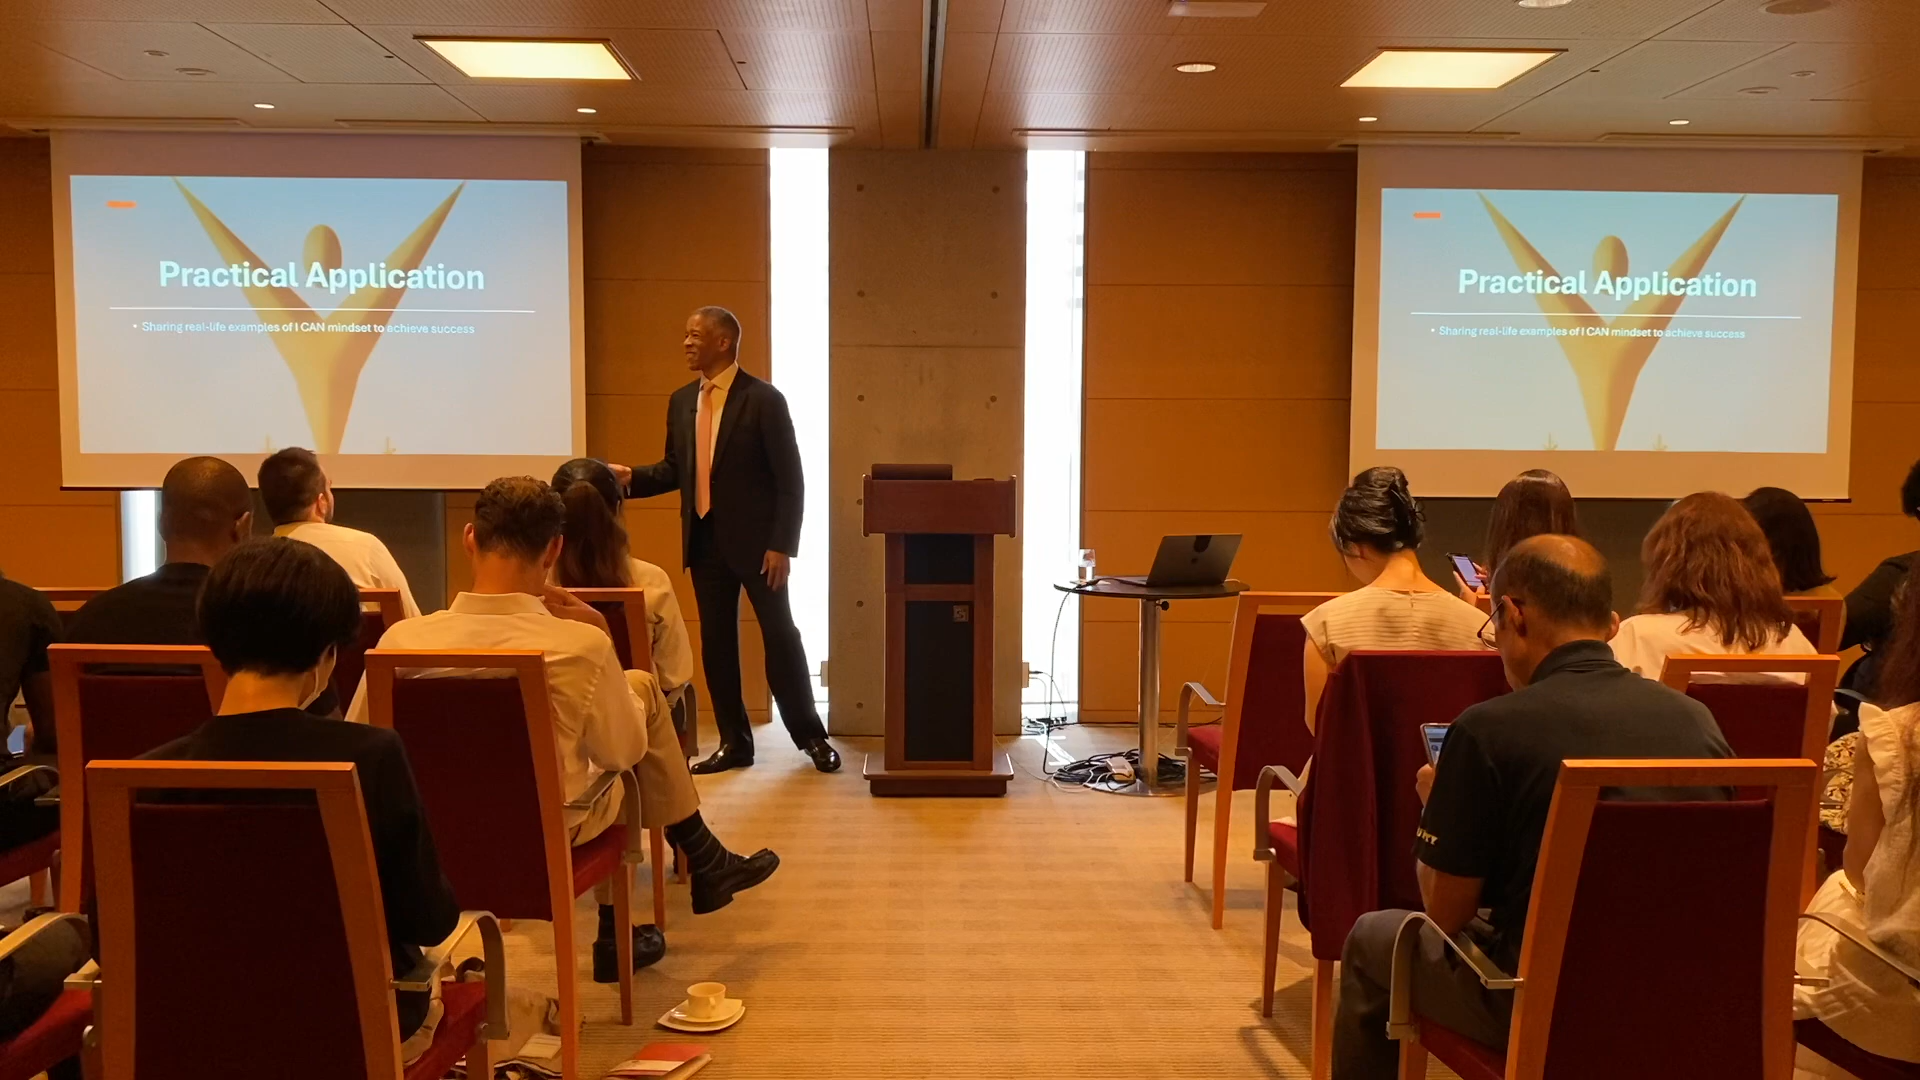 Practical Application
• Sharing real-life examples of I CAN mindset to achieve success
Practical Application
• Sharing real-life examples of I CAN mindset to achieve success